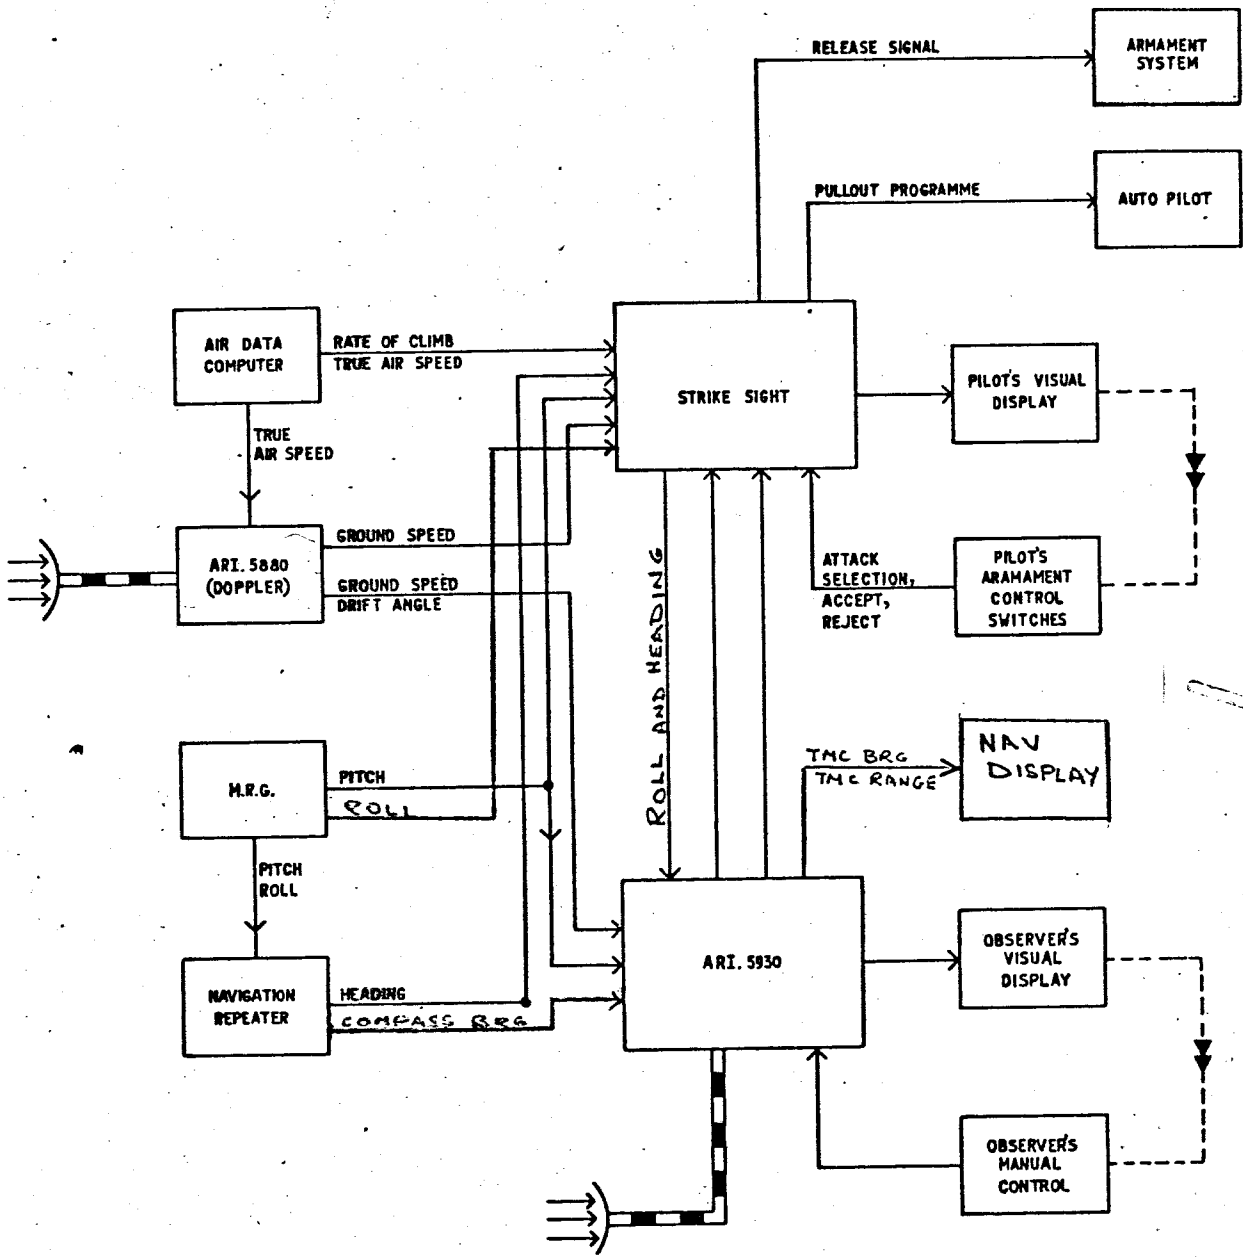 RELEASE SIGNAL
ARMAMENT
SYSTEM
PULLOUT PROGRAMME
AUTO PILOT
AIR DATA
COMPUTER
RATE OF CLIMB
TRUE AIR SPEED
STRIKE SIGHT
PILOT'S VISUAL
DISPLAY
TRUE
AIR SPEED
ARI.5880
(DOPPLER)
GROUND SPEED
GROUND SPEED
DRIFT ANGLE
ATTACK
SELECTION,
ACCEPT,
REJECT
PILOT'S
ARAMAMENT
CONTROL
SWITCHES
ROLL AND HEADING
M.R.G.
PITCH
ROLL
TMC BRG
TMC RANGE
NAV
DISPLAY
PITCH
ROLL
ARI.5930
OBSERVER'S
VISUAL
DISPLAY
NAVIGATION
REPEATER
HEADING
COMPASS BRG
OBSERVER'S
MANUAL
CONTROL